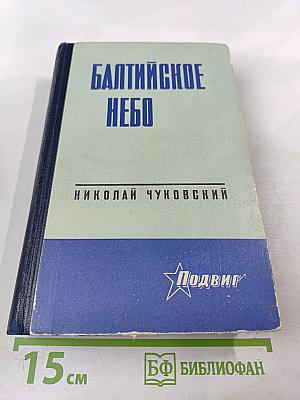 БАЛТИЙСКОЕ
НЕБО
НИКОЛАЙ ЧУКОВСКИЙ
Подвиг
15 см
БФ БИБЛИОФАН